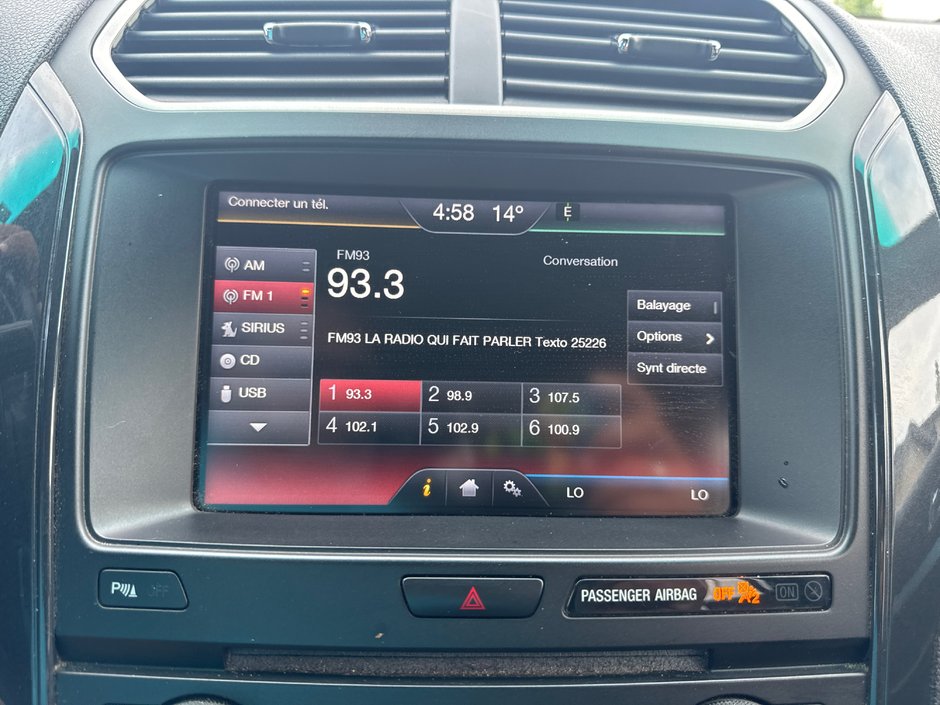 Connecter un tél.
4:58 14° E
AM
FM 1
SIRIUS
CD
USB
FM93
93.3
Conversation
FM93 LA RADIO QUI FAIT PARLER Texto 25226
Balayage
Options
Synt directe
1 93.3 2 98.9 3 107.5
4 102.1 5 102.9 6 100.9
i
LO LO
P OFF
PASSENGER AIRBAG OFF 2 ON